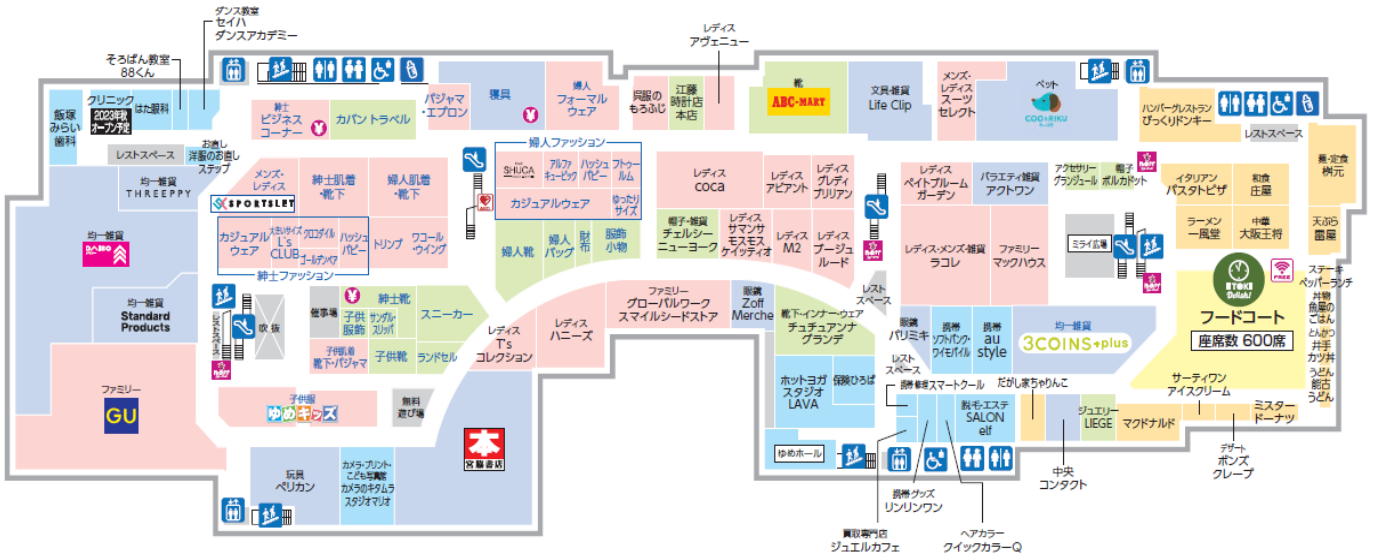 ダンス教室
セイハ
ダンスアカデミー
そろばん教室
88くん
レディス
アヴェニュー
飯塚
みらい
歯科
クリニック
2023年秋
オープン予定
はた眼科
お直し
洋服のお直し
ステップ
レストスペース
紳士
ビジネス
コーナー
カバン トラベル
パジャマ
・エプロン
寝具
婦人
フォーマル
ウェア
呉服の
もろふじ
江藤
時計店
本店
靴
ABC-MART
文具・雑貨
Life Clip
メンズ・
レディス
スーツ
セレクト
ペット
COO&RIKU
ハンバーグレストラン
びっくりドンキー
レストスペース
麺・定食
桝元
均一雑貨
THREEPPY
均一雑貨
DAISO
均一雑貨
Standard
Products
メンズ・
レディス
SPORTSLET
紳士肌着
・靴下
婦人肌着
・靴下
カジュアル
ウェア
大きいサイズ
L's
CLUB
クロコダイル
ゴールデンベア
ハッシュ
パピー
トリンプ
ワコール
・ウイング
紳士ファッション
婦人ファッション
SHUCA
アルファ
キュービック
ハッシュ
パピー
フトゥー
ルム
カジュアルウェア
ゆったり
サイズ
婦人靴
婦人
バッグ
財
布
服飾
小物
AED
レディス
coca
レディス
アピアント
レディス
グレディ
ブリリアン
帽子・雑貨
チェルシー
ニューヨーク
レディス
サマンサ
モスモス
ケイッティオ
レディス
M2
レディス
ブージュ
ルード
レディス
ペイトブルーム
ガーデン
バラエティ雑貨
アクトワン
アクセサリー
グランジュール
帽子
ポルカドット
レディス・メンズ・雑貨
ラコレ
ファミリー
マックハウス
ミライ広場
イタリアン
パスタトピザ
和食
庄屋
ラーメン
一風堂
中華
大阪王将
天ぷら
雷屋
レストスペース
吹抜
催事場
紳士靴
子供
服飾
サンダル・
スリッパ
スニーカー
子供肌着
靴下・パジャマ
子供靴
ランドセル
レディス
T's
コレクション
レディス
ハニーズ
ファミリー
グローバルワーク
スマイルシードストア
眼鏡
Zoff
Merche
靴下・インナー・ウェア
チュチュアンナ
グランデ
レスト
スペース
眼鏡
パリミキ
携帯
ソフトバンク・
ワイモバイル
携帯
au
style
均一雑貨
3COINS+plus
ITOKI
Delish!
フードコート
座席数 600席
FREE
ステーキ
ペッパーランチ
丼物
魚屋の
ごはん
とんかつ
井手
カツ丼
うどん
能古
うどん
ファミリー
GU
子供服
ゆめキッズ
無料
遊び場
本
宮脇書店
玩具
ペリカン
カメラ・プリント・
こども写真館
カメラのキタムラ
スタジオマリオ
ホットヨガ
スタジオ
LAVA
保険ひろば
ゆめホール
レスト
スペース
携帯修理 スマートクール
脱毛・エステ
SALON
elf
だがしまちゃりんこ
ジュエリー
LIEGE
マクドナルド
サーティワン
アイスクリーム
ミスター
ドーナツ
デザート
ポンズ
クレープ
中央
コンタクト
携帯グッズ
リンリンワン
買取専門店
ジュエルカフェ
ヘアカラー
クイックカラーQ